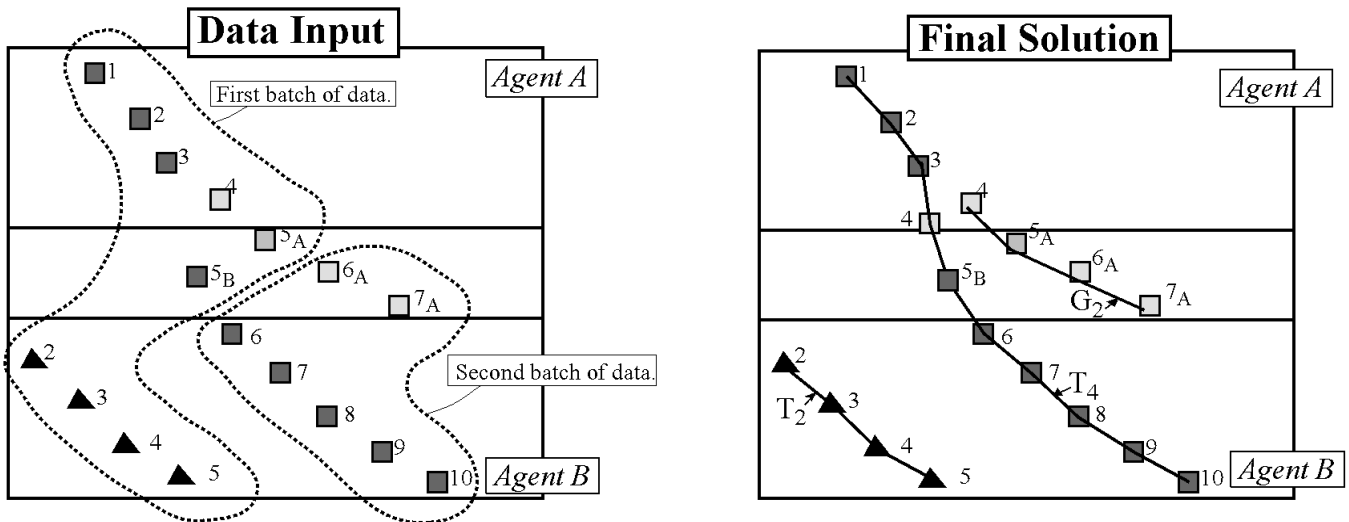 Data Input
Agent A
1
First batch of data.
2
3
4
5A
5B
6A
7A
6
2
7
Second batch of data.
3
8
4
9
5
10
Agent B
Final Solution
Agent A
1
2
3
4
4
5A
6A
5B
7A
G2
6
2
7
T4
T2
3
8
4
9
5
10
Agent B